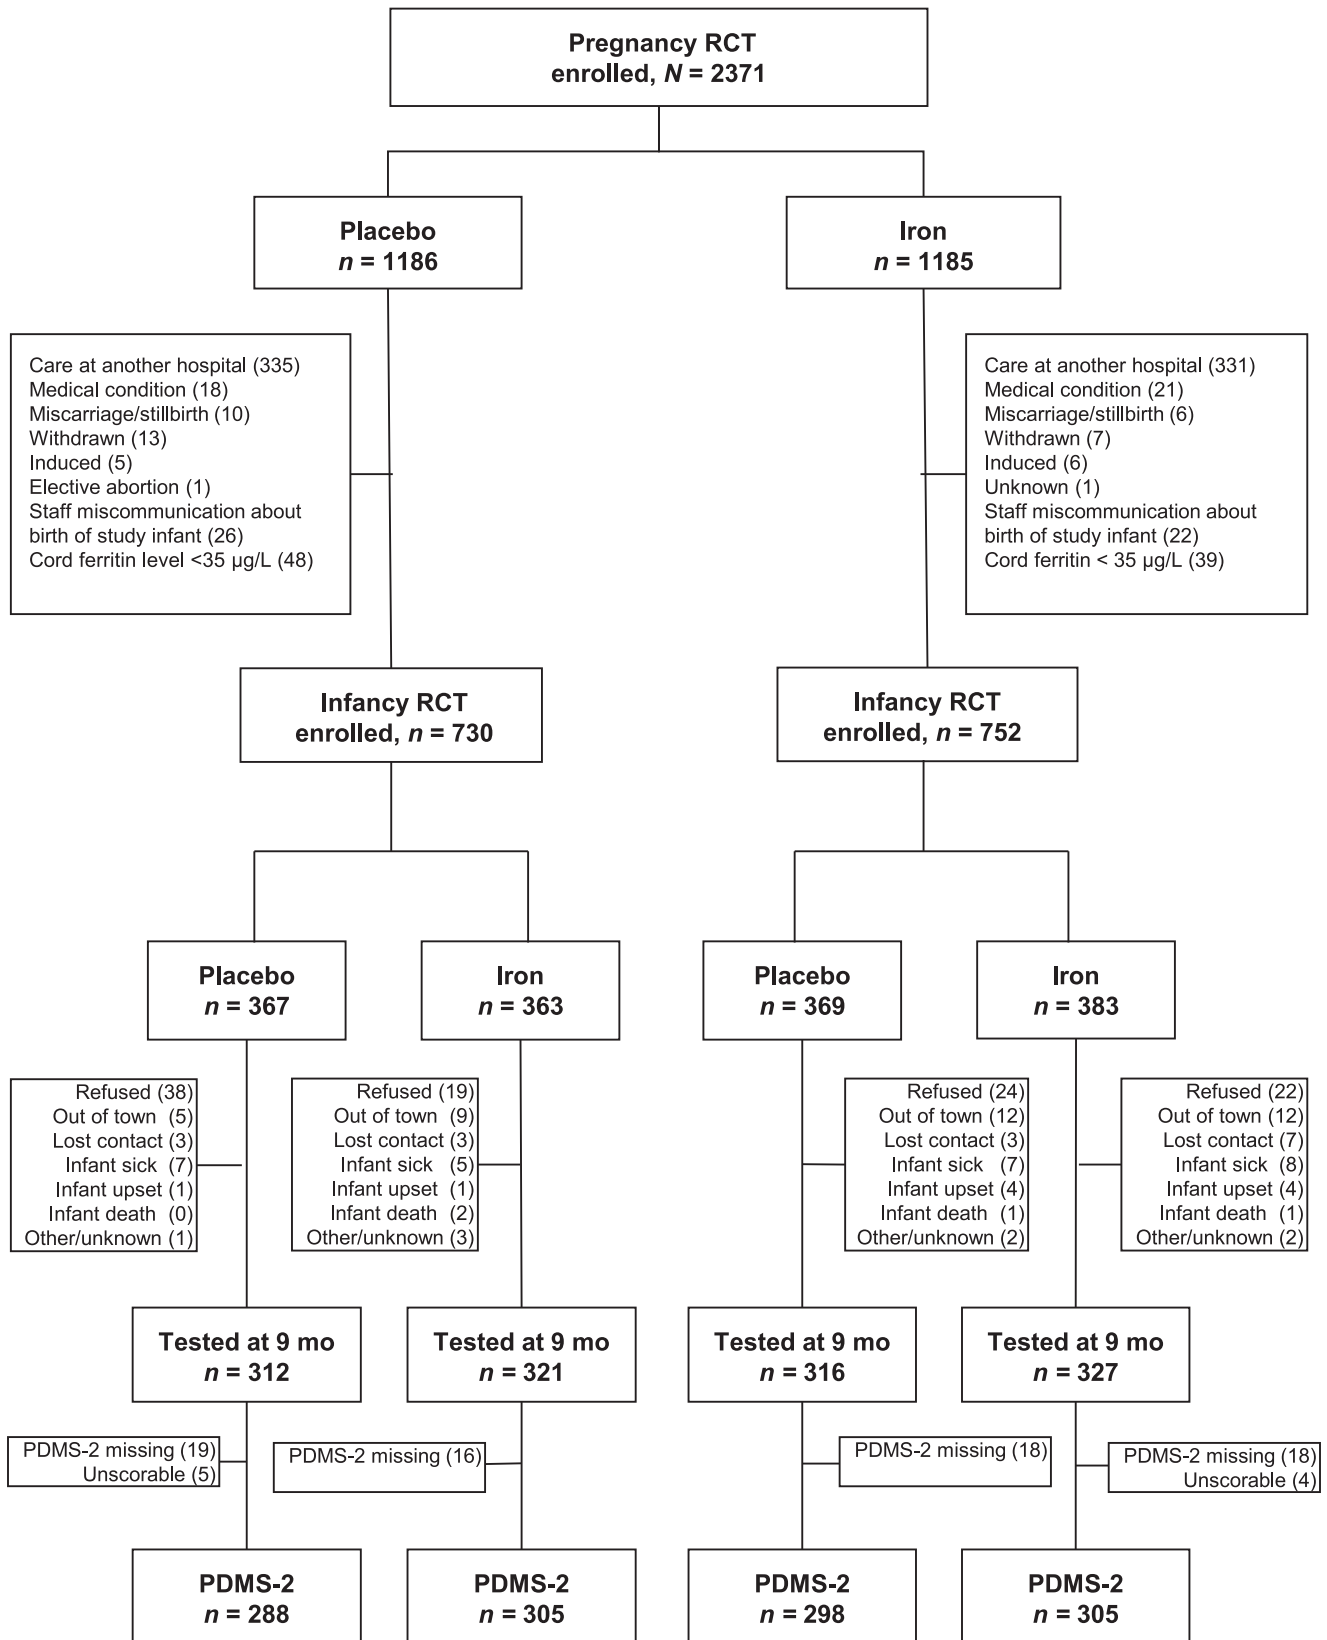 Pregnancy RCT
enrolled, N = 2371
Placebo
n = 1186
Iron
n = 1185
Care at another hospital (335)
Medical condition (18)
Miscarriage/stillbirth (10)
Withdrawn (13)
Induced (5)
Elective abortion (1)
Staff miscommunication about
birth of study infant (26)
Cord ferritin level <35 µg/L (48)
Care at another hospital (331)
Medical condition (21)
Miscarriage/stillbirth (6)
Withdrawn (7)
Induced (6)
Unknown (1)
Staff miscommunication about
birth of study infant (22)
Cord ferritin < 35 µg/L (39)
Infancy RCT
enrolled, n = 730
Infancy RCT
enrolled, n = 752
Placebo
n = 367
Iron
n = 363
Placebo
n = 369
Iron
n = 383
Refused (38)
Out of town (5)
Lost contact (3)
Infant sick (7)
Infant upset (1)
Infant death (0)
Other/unknown (1)
Refused (19)
Out of town (9)
Lost contact (3)
Infant sick (5)
Infant upset (1)
Infant death (2)
Other/unknown (3)
Refused (24)
Out of town (12)
Lost contact (3)
Infant sick (7)
Infant upset (4)
Infant death (1)
Other/unknown (2)
Refused (22)
Out of town (12)
Lost contact (7)
Infant sick (8)
Infant upset (4)
Infant death (1)
Other/unknown (2)
Tested at 9 mo
n = 312
Tested at 9 mo
n = 321
Tested at 9 mo
n = 316
Tested at 9 mo
n = 327
PDMS-2 missing (19)
Unscorable (5)
PDMS-2 missing (16)
PDMS-2 missing (18)
PDMS-2 missing (18)
Unscorable (4)
PDMS-2
n = 288
PDMS-2
n = 305
PDMS-2
n = 298
PDMS-2
n = 305